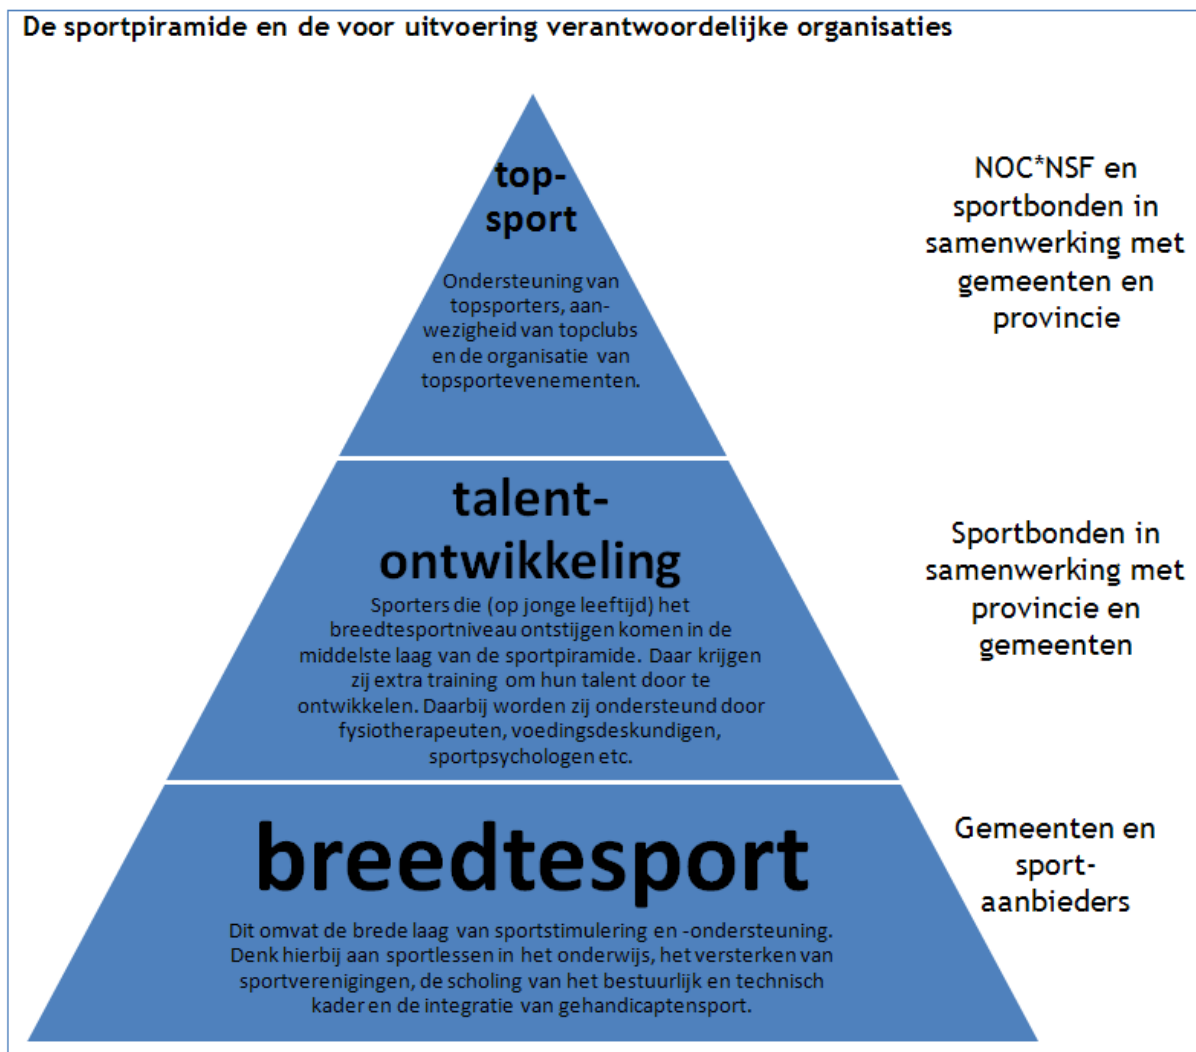 De sportpiramide en de voor uitvoering verantwoordelijke organisaties
top-
sport
Ondersteuning van
topsporters, aan-
wezigheid van topclubs
en de organisatie van
topsportevenementen.
NOC*NSF en
sportbonden in
samenwerking met
gemeenten en
provincie
talent-
ontwikkeling
Sporters die (op jonge leeftijd) het
breedtesportniveau ontstijgen komen in de
middelste laag van de sportpiramide. Daar krijgen
zij extra training om hun talent door te
ontwikkelen. Daarbij worden zij ondersteund door
fysiotherapeuten, voedingsdeskundigen,
sportpsychologen etc.
Sportbonden in
samenwerking met
provincie en
gemeenten
breedtesport
Dit omvat de brede laag van sportstimulering en -ondersteuning.
Denk hierbij aan sportlessen in het onderwijs, het versterken van
sportverenigingen, de scholing van het bestuurlijk en technisch
kader en de integratie van gehandicaptensport.
Gemeenten en
sport-
aanbieders